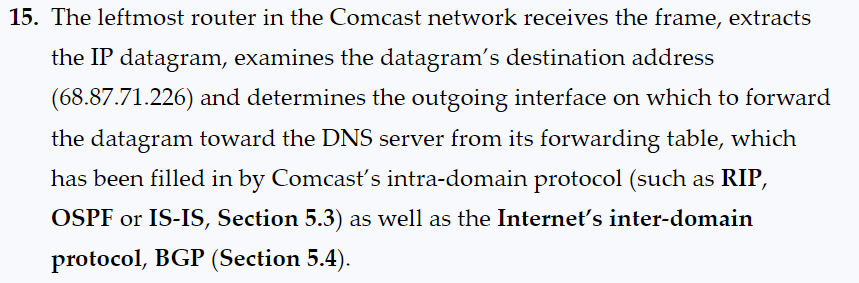 15. The leftmost router in the Comcast network receives the frame, extracts
the IP datagram, examines the datagram’s destination address
(68.87.71.226) and determines the outgoing interface on which to forward
the datagram toward the DNS server from its forwarding table, which
has been filled in by Comcast’s intra-domain protocol (such as RIP,
OSPF or IS-IS, Section 5.3) as well as the Internet’s inter-domain
protocol, BGP (Section 5.4).